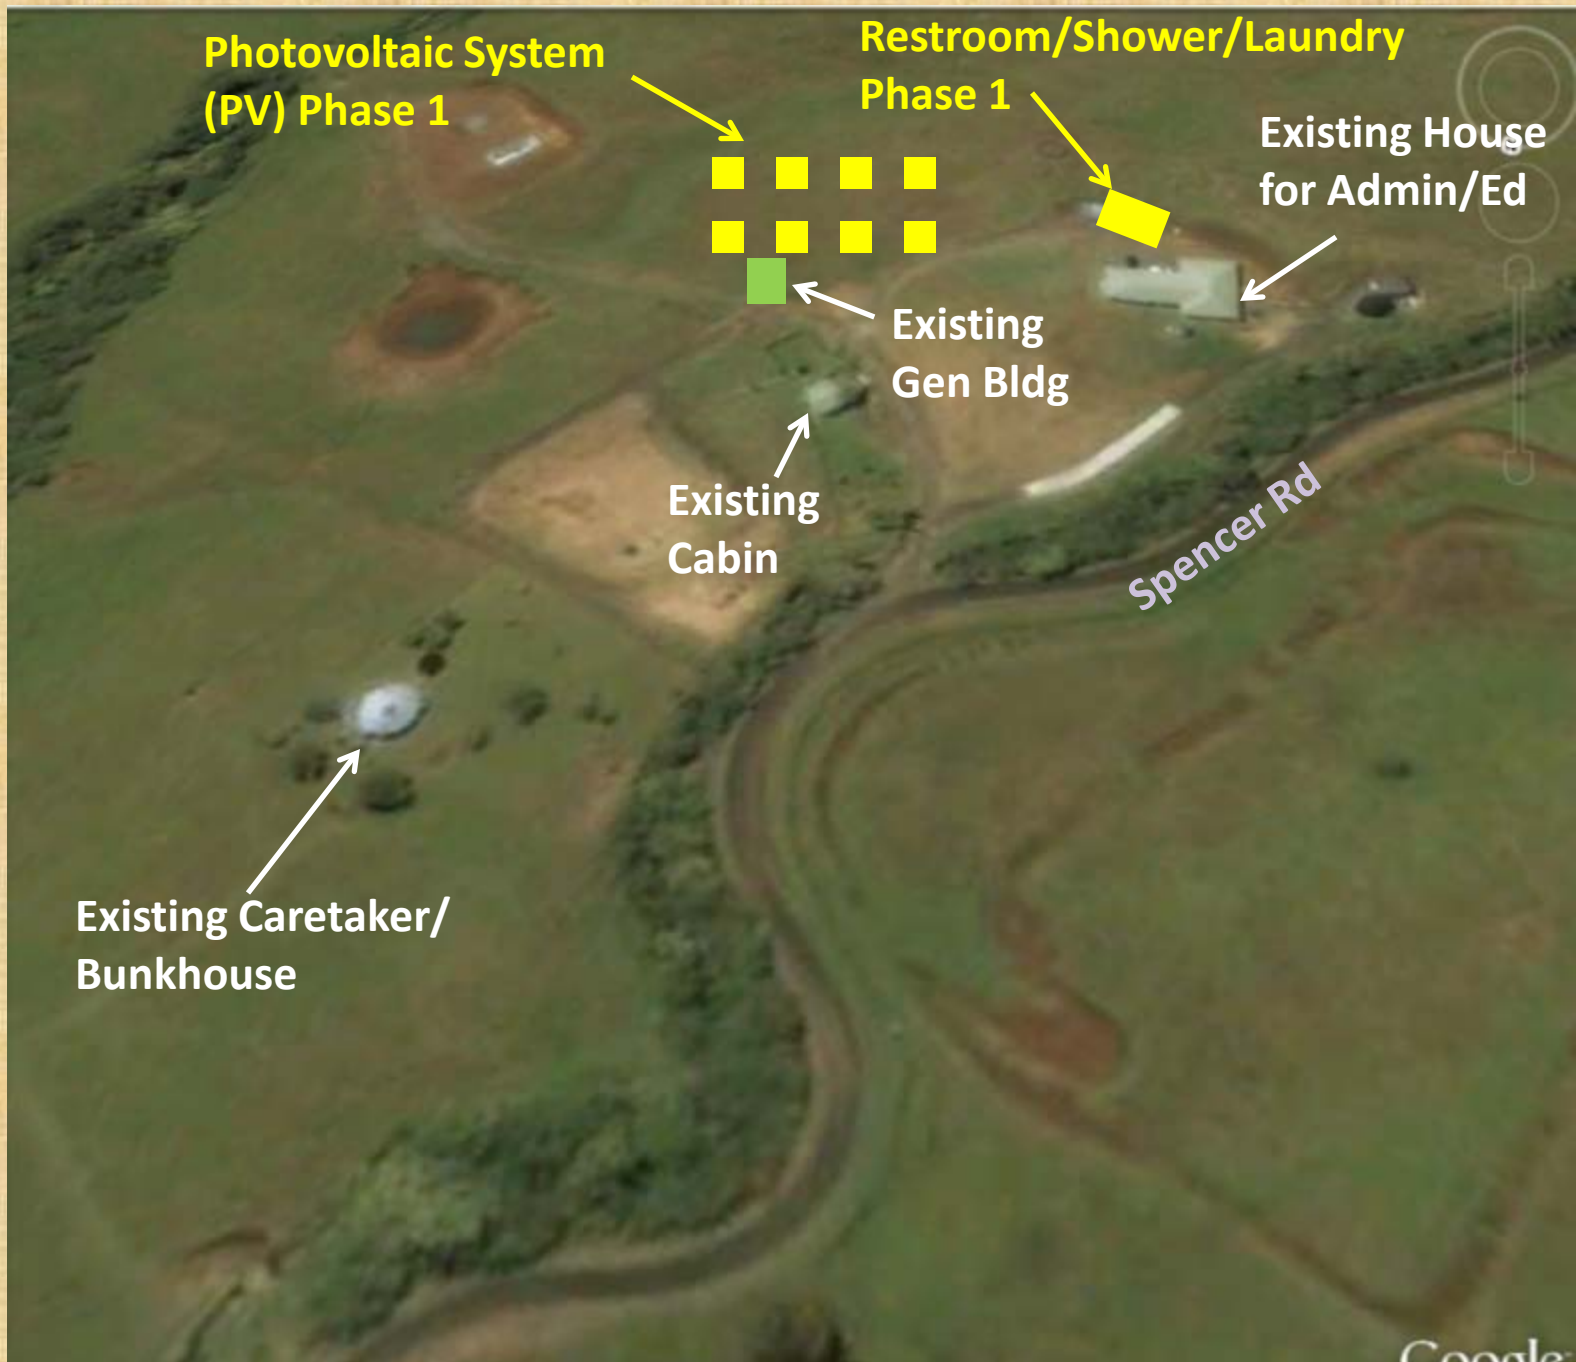 Photovoltaic System
(PV) Phase 1
Restroom/Shower/Laundry
Phase 1
Existing House
for Admin/Ed
Existing
Gen Bldg
Existing
Cabin
Spencer Rd
Existing Caretaker/
Bunkhouse
Google